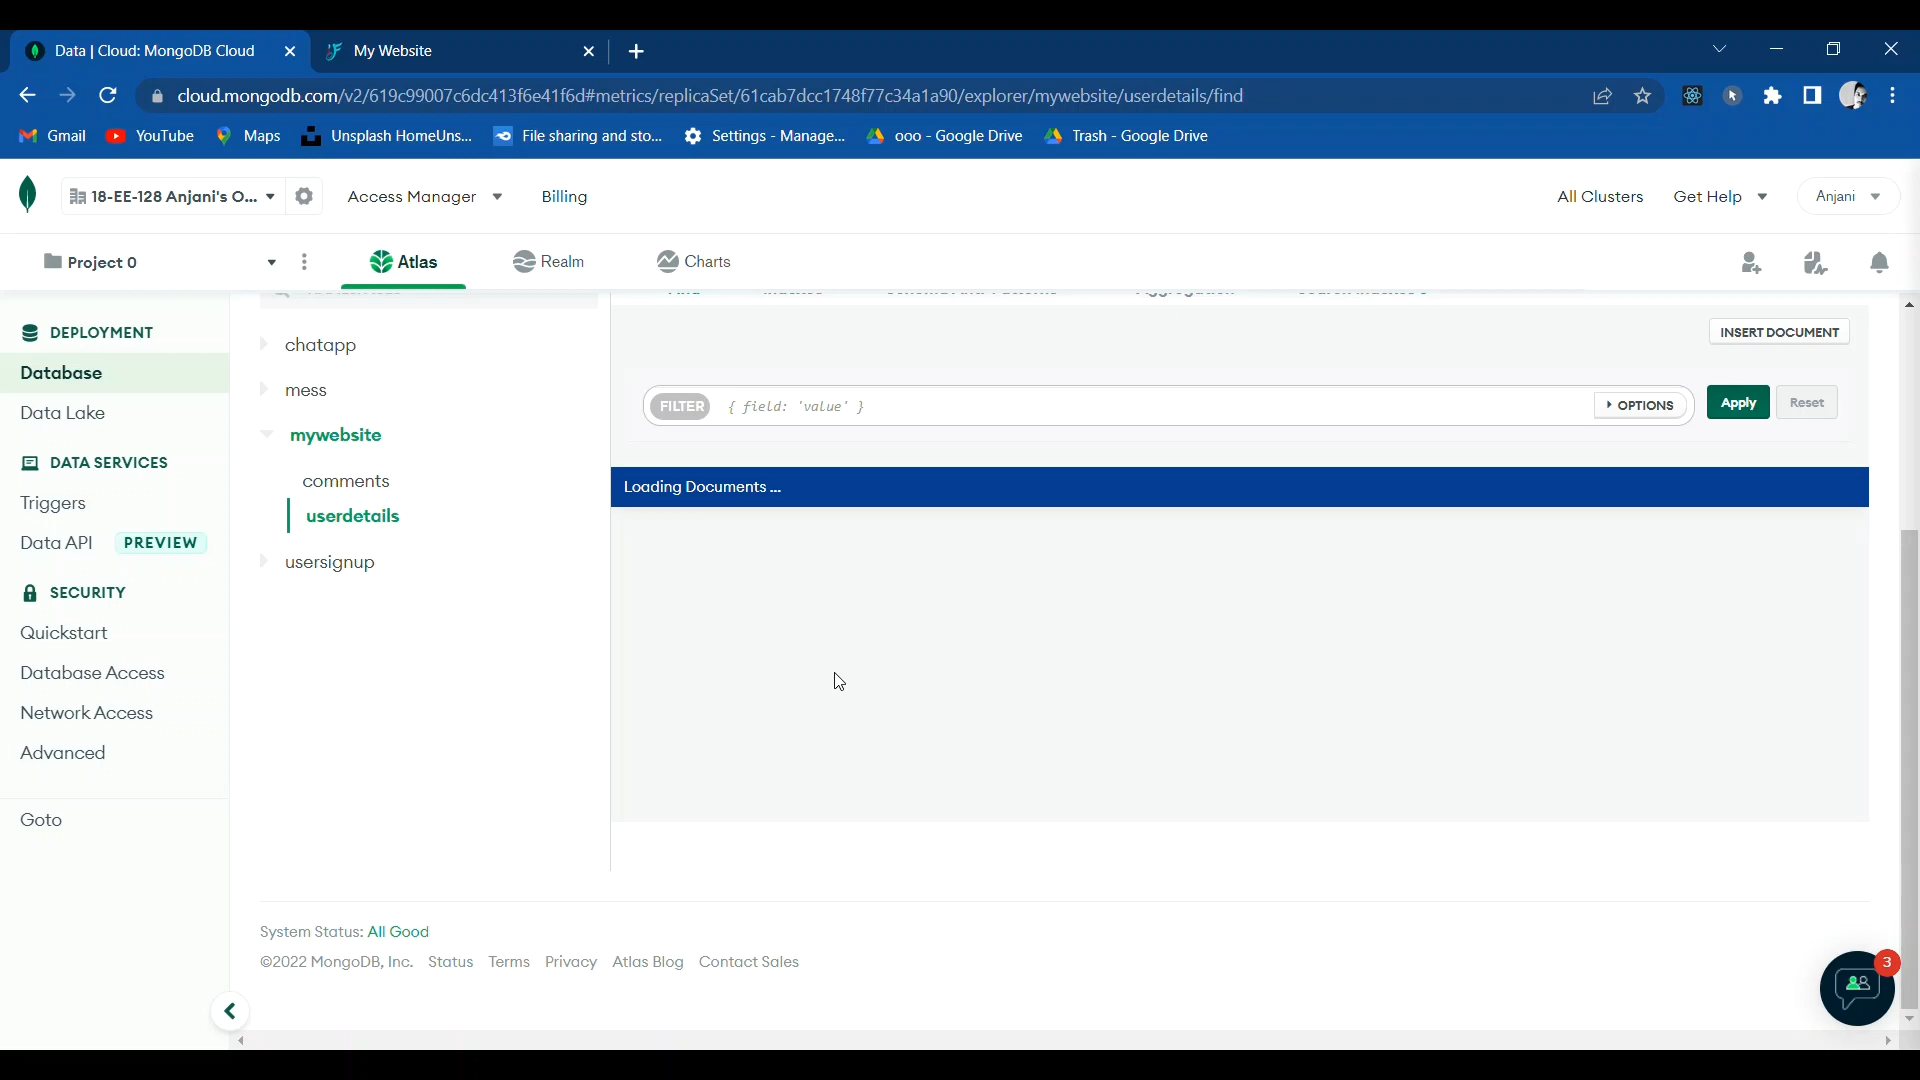 Data | Cloud: MongoDB Cloud
My Website
cloud.mongodb.com/v2/619c99007c6dc413f6e41f6d#metrics/replicaSet/61cab7dcc1748f77c34a1a90/explorer/mywebsite/userdetails/find
Gmail YouTube Maps Unsplash HomeUns... File sharing and sto... Settings - Manage... ooo - Google Drive Trash - Google Drive
18-EE-128 Anjani's O... Access Manager Billing All Clusters Get Help Anjani
Project 0 Atlas Realm Charts
DEPLOYMENT
Database
Data Lake
DATA SERVICES
Triggers
Data API PREVIEW
SECURITY
Quickstart
Database Access
Network Access
Advanced
Goto
chatapp
mess
mywebsite
comments
userdetails
usersignup
INSERT DOCUMENT
FILTER { field: 'value' } OPTIONS Apply Reset
Loading Documents ...
System Status: All Good
©2022 MongoDB, Inc. Status Terms Privacy Atlas Blog Contact Sales
3